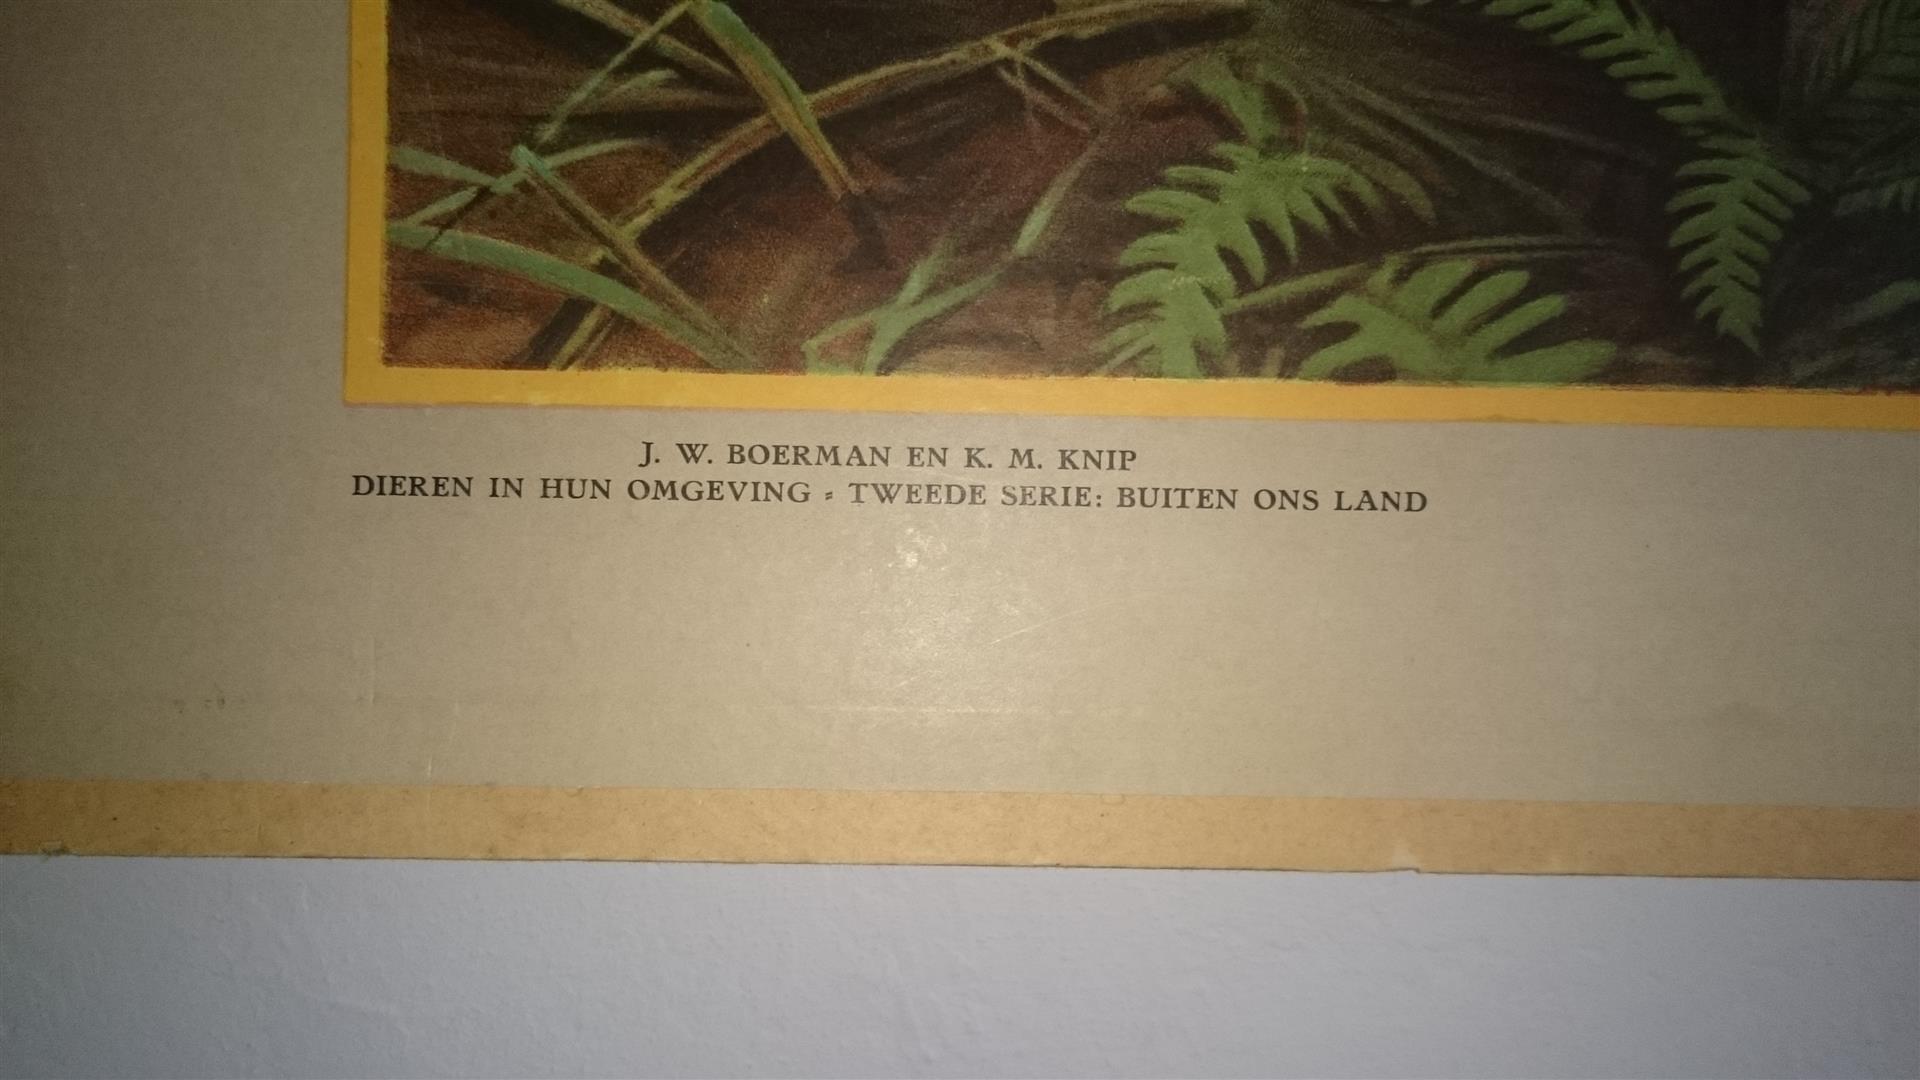 J. W. BOERMAN EN K. M. KNIP
DIEREN IN HUN OMGEVING - TWEEDE SERIE: BUITEN ONS LAND